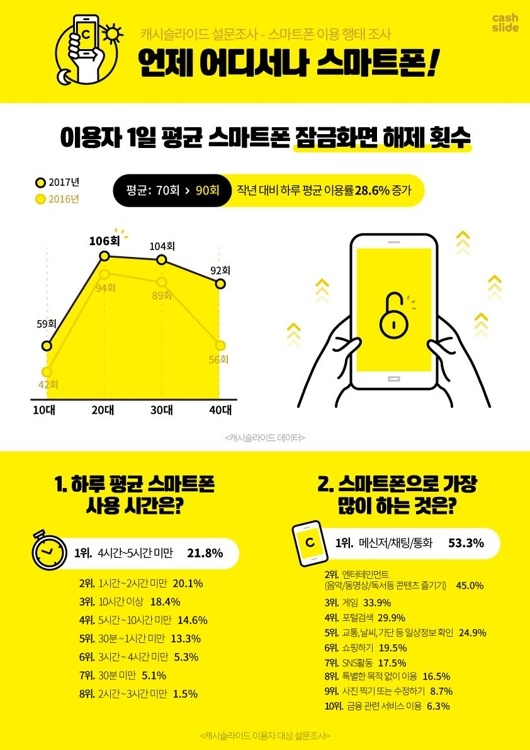 캐시슬라이드 설문조사 - 스마트폰 이용 행태 조사
cash
slide
언제 어디서나 스마트폰!
이용자 1일 평균 스마트폰 잠금화면 해제 횟수
2017년
2016년
평균: 70회 > 90회 작년 대비 하루 평균 이용률 28.6% 증가
106회
104회
92회
94회
89회
59회
56회
42회
10대 20대 30대 40대
<캐시슬라이드 데이터>
1. 하루 평균 스마트폰
사용 시간은?
1위. 4시간~5시간 미만 21.8%
2위. 1시간~2시간 미만 20.1%
3위. 10시간 이상 18.4%
4위. 5시간~10시간 미만 14.6%
5위. 30분~1시간 미만 13.3%
6위. 3시간~4시간 미만 5.3%
7위. 30분 미만 5.1%
8위. 2시간~3시간 미만 1.5%
2. 스마트폰으로 가장
많이 하는 것은?
C
1위. 메신저/채팅/통화 53.3%
2위. 엔터테인먼트
(음악/동영상/독서등 콘텐츠 즐기기) 45.0%
3위. 게임 33.9%
4위. 포털검색 29.9%
5위. 교통,날씨,기단 등 일상정보 확인 24.9%
6위. 쇼핑하기 19.5%
7위. SNS활동 17.5%
8위. 특별한 목적 없이 이용 16.5%
9위. 사진 찍기 또는 수정하기 8.7%
10위. 금융 관련 서비스 이용 6.3%
<캐시슬라이드 이용자 대상 설문조사>